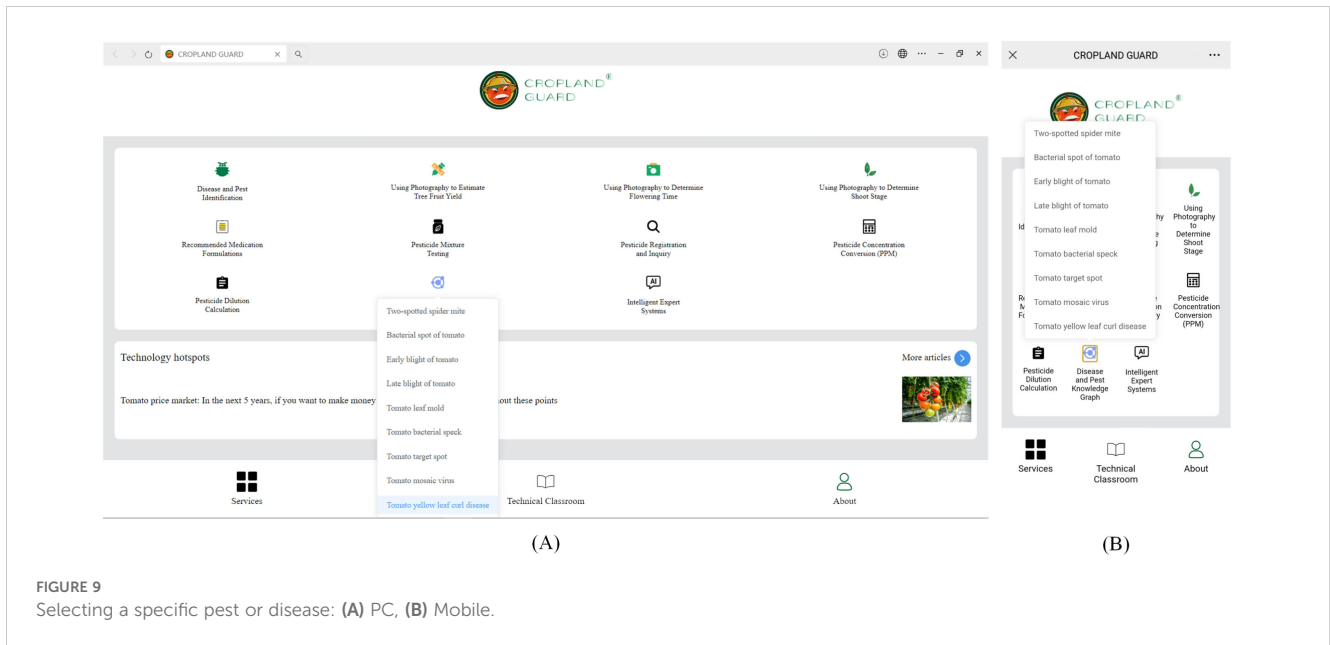 CROPLAND GUARD
CROPLAND®
GUARD
Disease and Pest
Identification
Using Photography to Estimate
Tree Fruit Yield
Using Photography to Determine
Flowering Time
Using Photography to Determine
Shoot Stage
Recommended Medication
Formulations
Pesticide Mixture
Testing
Pesticide Registration
and Inquiry
Pesticide Concentration
Conversion (PPM)
Pesticide Dilution
Calculation
AI
Intelligent Expert
Systems
Two-spotted spider mite
Bacterial spot of tomato
Early blight of tomato
Late blight of tomato
Tomato leaf mold
Tomato bacterial speck
Tomato target spot
Tomato mosaic virus
Tomato yellow leaf curl disease
Technology hotspots
More articles
Tomato price market: In the next 5 years, if you want to make money
out these points
Services
Technical Classroom
About
(A)
CROPLAND GUARD
CROPLAND®
GUARD
Two-spotted spider mite
Bacterial spot of tomato
Early blight of tomato
Late blight of tomato
Tomato leaf mold
Tomato bacterial speck
Tomato target spot
Tomato mosaic virus
Tomato yellow leaf curl disease
Using
Photography
to
Determine
Shoot
Stage
Pesticide
Concentration
Conversion
(PPM)
Pesticide
Dilution
Calculation
Disease
and Pest
Knowledge
Graph
AI
Intelligent
Expert
Systems
Services
Technical
Classroom
About
(B)
FIGURE 9
Selecting a specific pest or disease: (A) PC, (B) Mobile.